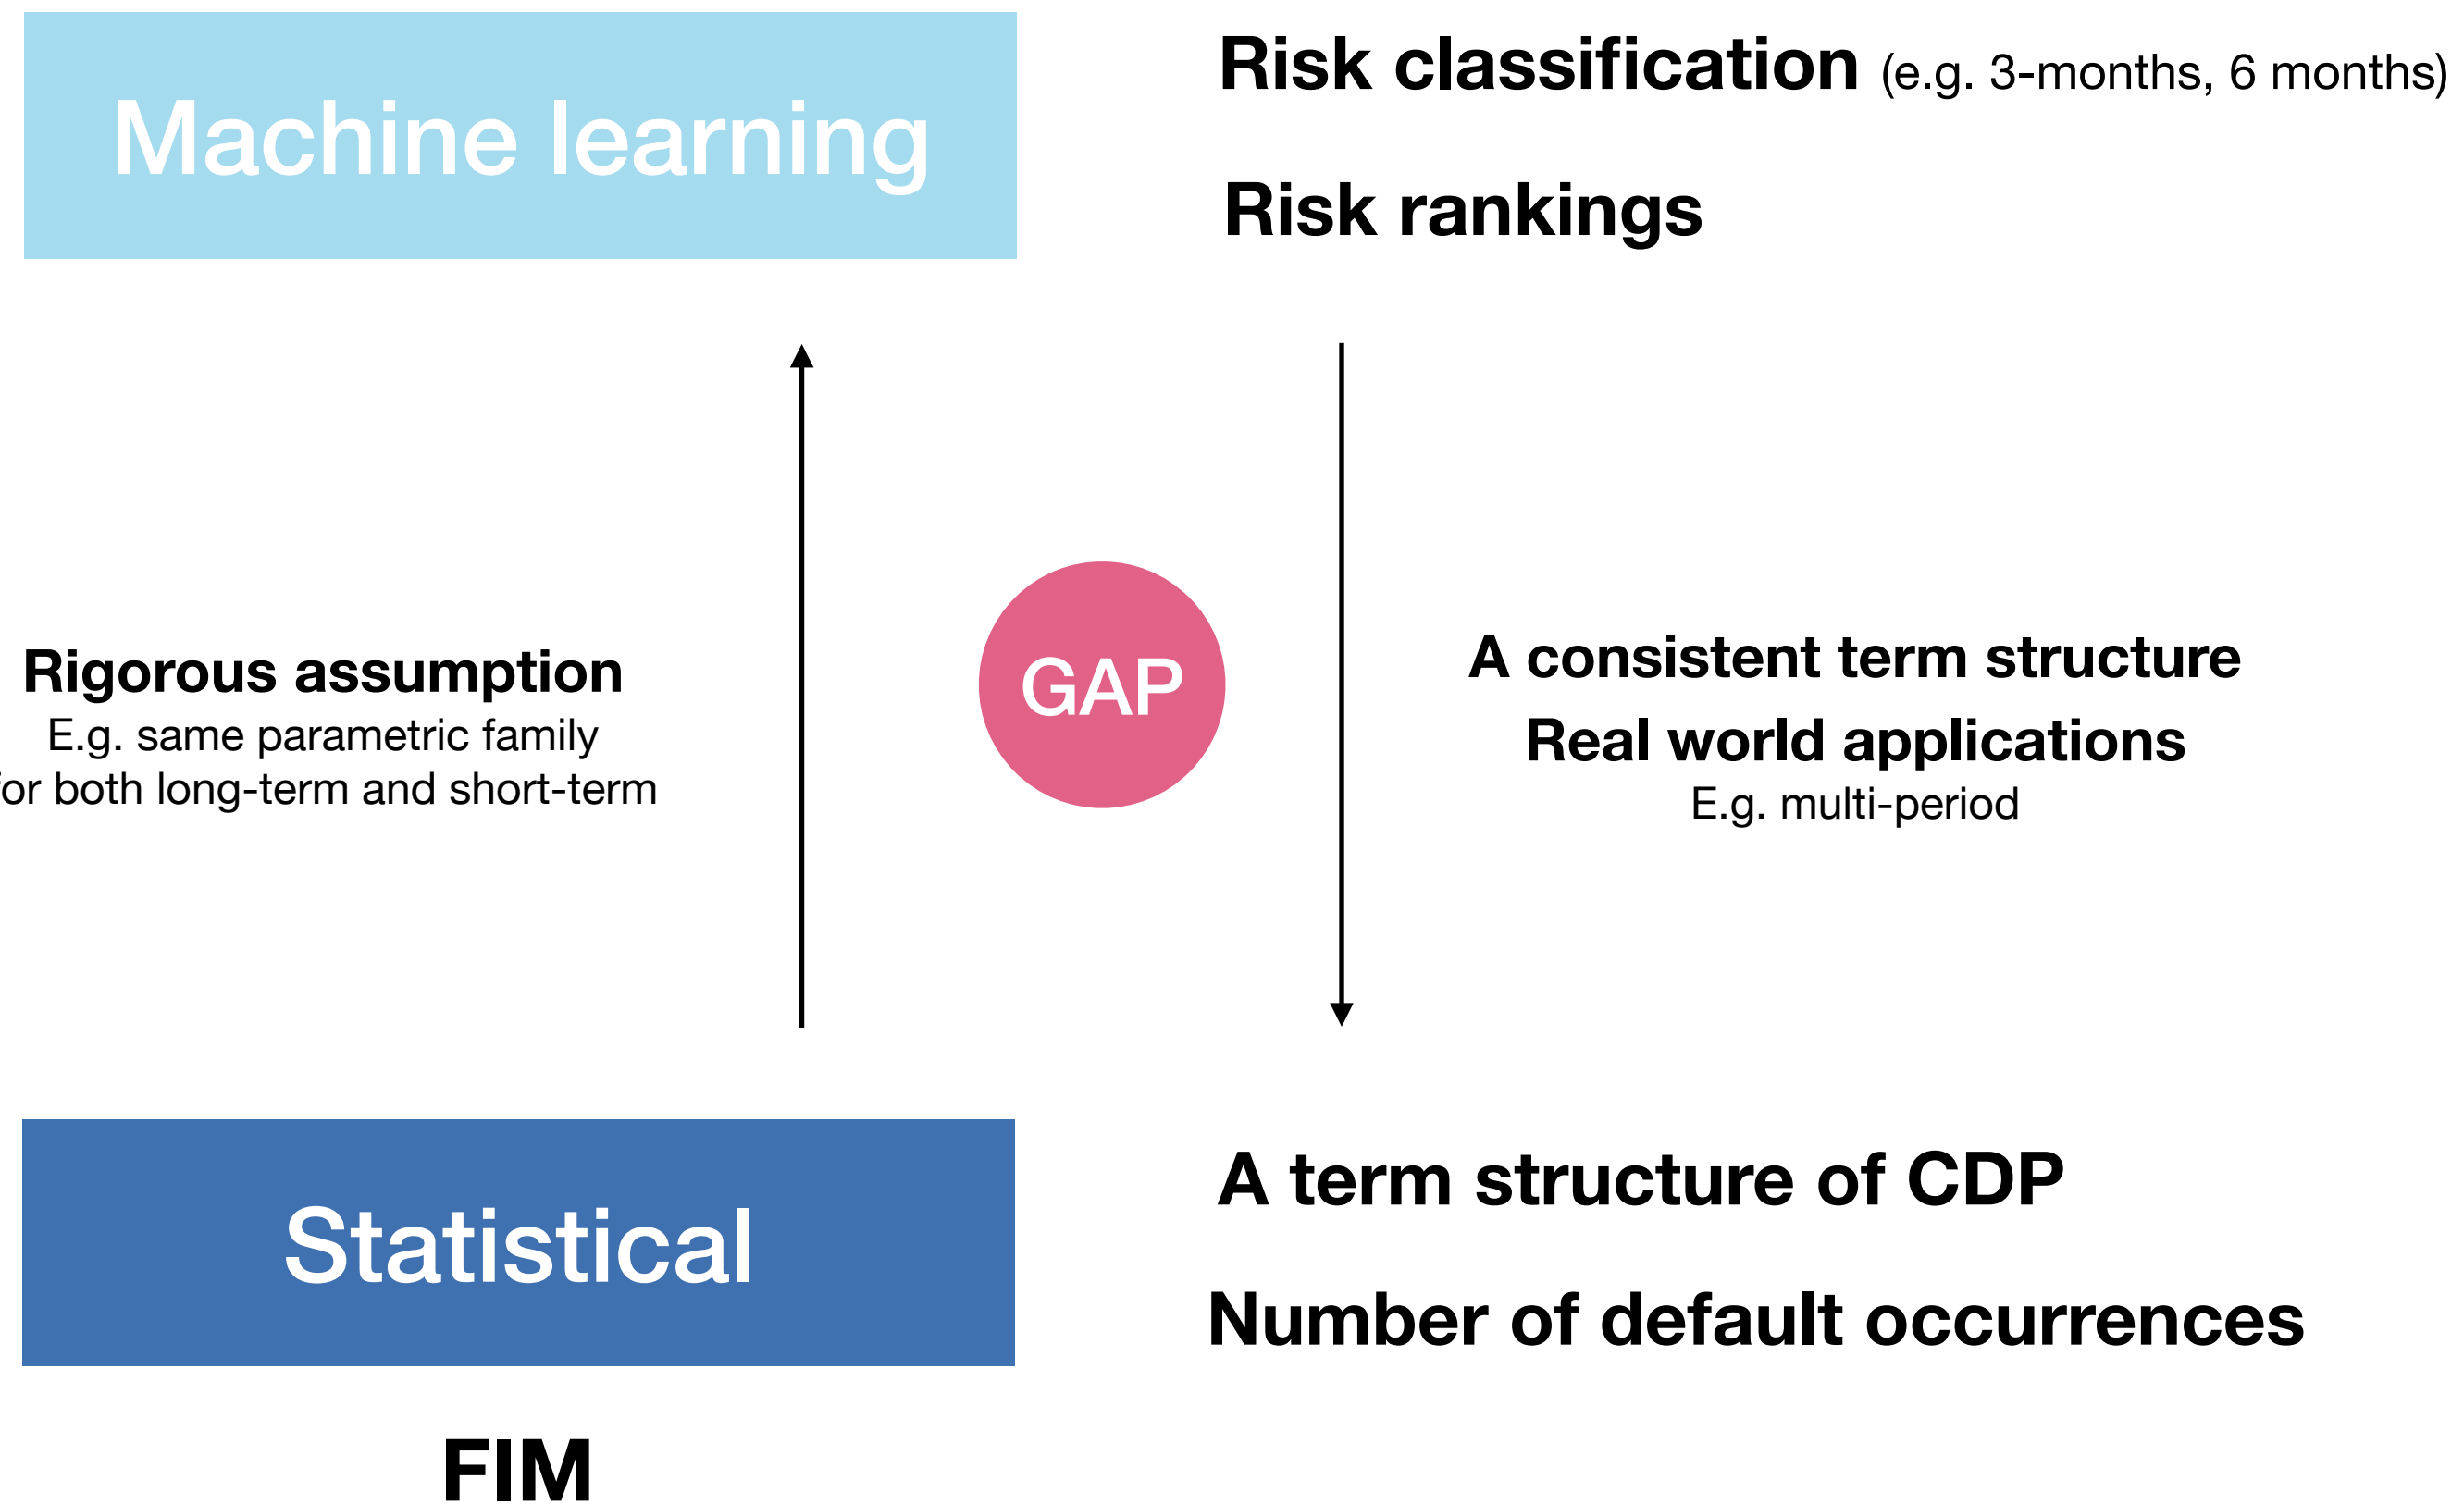 Machine learning
Risk classification (e.g. 3-months, 6 months)
Risk rankings
Rigorous assumption
E.g. same parametric family
or both long-term and short-term
GAP
A consistent term structure
Real world applications
E.g. multi-period
Statistical
A term structure of CDP
Number of default occurrences
FIM